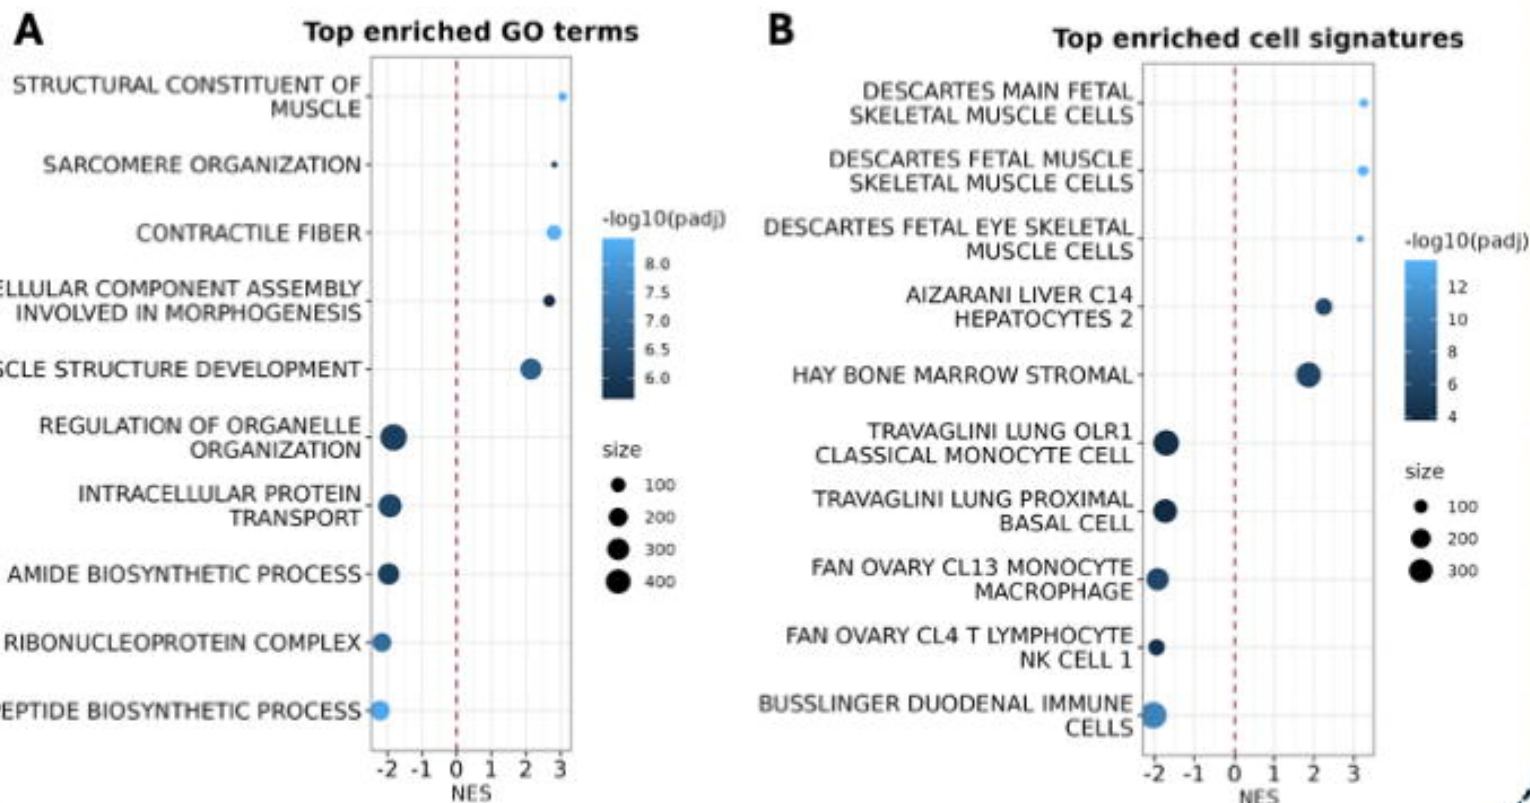 A
Top enriched GO terms
STRUCTURAL CONSTITUENT OF
MUSCLE
SARCOMERE ORGANIZATION
CONTRACTILE FIBER
ELLULAR COMPONENT ASSEMBLY
INVOLVED IN MORPHOGENESIS
SCLE STRUCTURE DEVELOPMENT
REGULATION OF ORGANELLE
ORGANIZATION
INTRACELLULAR PROTEIN
TRANSPORT
AMIDE BIOSYNTHETIC PROCESS
RIBONUCLEOPROTEIN COMPLEX
EPTIDE BIOSYNTHETIC PROCESS
-2 -1 0 1 2 3
NES
-log10(padj)
8.0
7.5
7.0
6.5
6.0
size
100
200
300
400
B
Top enriched cell signatures
DESCARTES MAIN FETAL
SKELETAL MUSCLE CELLS
DESCARTES FETAL MUSCLE
SKELETAL MUSCLE CELLS
DESCARTES FETAL EYE SKELETAL
MUSCLE CELLS
AIZARANI LIVER C14
HEPATOCYTES 2
HAY BONE MARROW STROMAL
TRAVAGLINI LUNG OLR1
CLASSICAL MONOCYTE CELL
TRAVAGLINI LUNG PROXIMAL
BASAL CELL
FAN OVARY CL13 MONOCYTE
MACROPHAGE
FAN OVARY CL4 T LYMPHOCYTE
NK CELL 1
BUSSLINGER DUODENAL IMMUNE
CELLS
-2 -1 0 1 2 3
NES
-log10(padj)
12
10
8
6
4
size
100
200
300